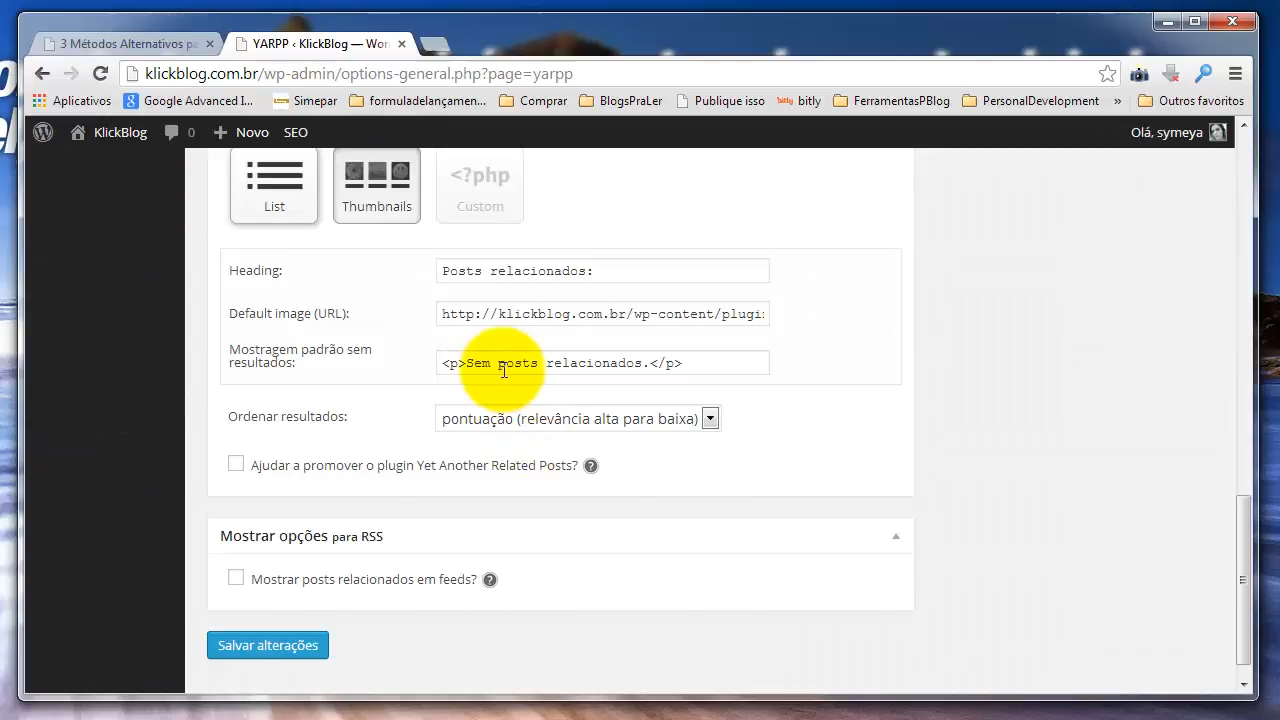 3 Métodos Alternativos pa
YARPP ‹ KlickBlog — Wor
klickblog.com.br/wp-admin/options-general.php?page=yarpp
Aplicativos
Google Advanced I...
Simepar
formuladelançamo...
Comprar
BlogsPraLer
Publique isso
bitly bitly
FerramentasPBlog
PersonalDevelopment
»
Outros favoritos
KlickBlog
0
Novo
SEO
Olá, symeya
List
Thumbnails
<?php
Custom
Heading:
Posts relacionados:
Default image (URL):
http://klickblog.com.br/wp-content/plugin
Mostragem padrão sem
resultados:
<p>Sem posts relacionados.</p>
Ordenar resultados:
pontuação (relevância alta para baixa)
Ajudar a promover o plugin Yet Another Related Posts? ?
Mostrar opções para RSS
Mostrar posts relacionados em feeds? ?
Salvar alterações